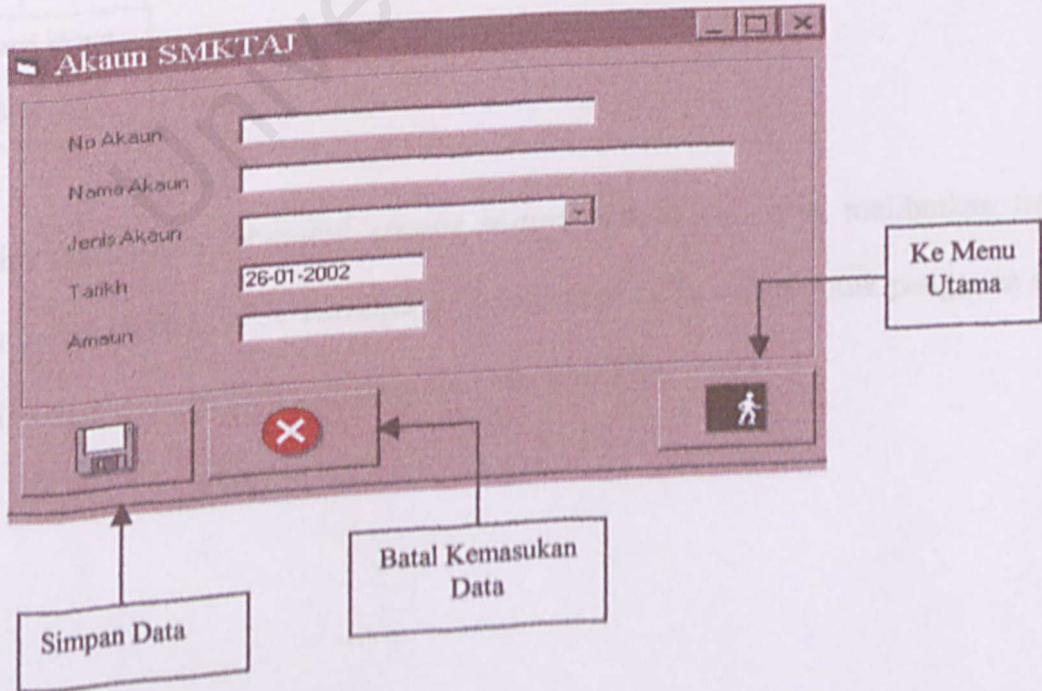 Akaun SMKTAJ
No Akaun
Nama Akaun
Jenis Akaun
Tarikh
26-01-2002
Amaun
Ke Menu
Utama
Batal Kemasukan
Data
Simpan Data